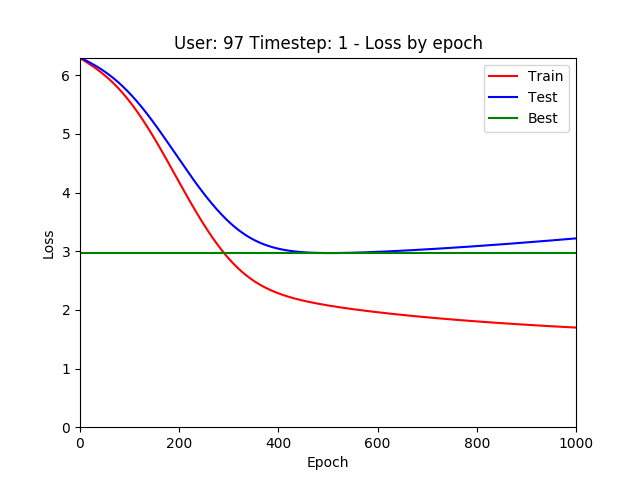 User: 97 Timestep: 1 - Loss by epoch
Train
Test
Best
6
5
4
3
2
1
0
Loss
0 200 400 600 800 1000
Epoch